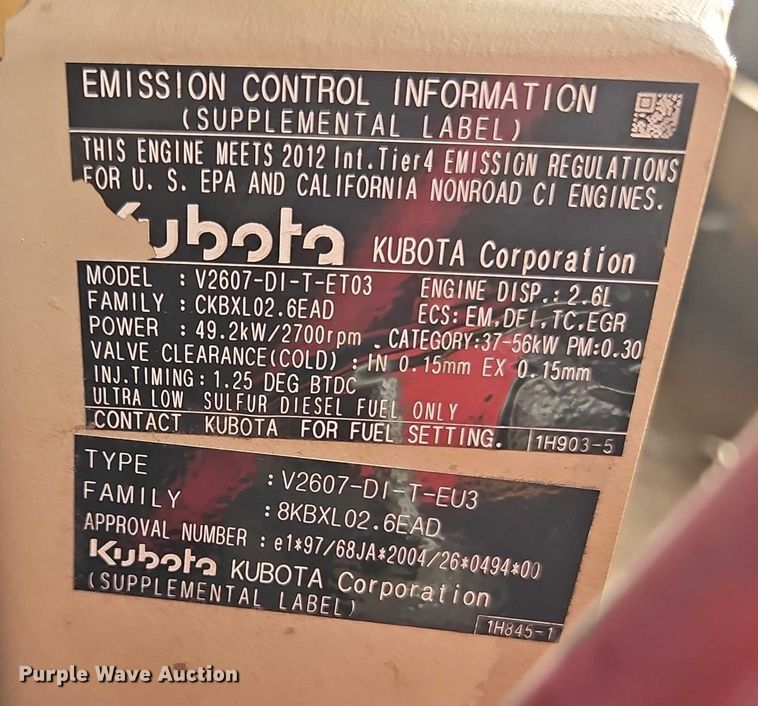 EMISSION CONTROL INFORMATION
(SUPPLEMENTAL LABEL)
THIS ENGINE MEETS 2012 Int.Tier4 EMISSION REGULATIONS
FOR U. S. EPA AND CALIFORNIA NONROAD CI ENGINES.
Kubota KUBOTA Corporation
MODEL : V2607-DI-T-ET03 ENGINE DISP.: 2.6L
FAMILY : CKBXL02.6EAD ECS: EM,DFI,TC,EGR
POWER : 49.2kW/2700rpm . CATEGORY:37-56kW PM:0.30
VALVE CLEARANCE(COLD) : IN 0.15mm EX 0.15mm
INJ.TIMING: 1.25 DEG BTDC
ULTRA LOW SULFUR DIESEL FUEL ONLY
CONTACT KUBOTA FOR FUEL SETTING. 1H903-5
TYPE :V2607-DI-T-EU3
FAMILY :8KBXL02.6EAD
APPROVAL NUMBER : e1*97/68JA*2004/26*0494*00
Kubota KUBOTA Corporation
(SUPPLEMENTAL LABEL) 1H845-1
Purple Wave Auction